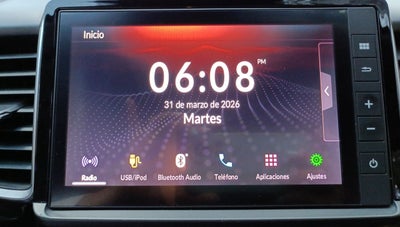 Inicio
06:08 PM
31 de marzo de 2026
Martes
Radio USB/iPod Bluetooth Audio Teléfono Aplicaciones Ajustes